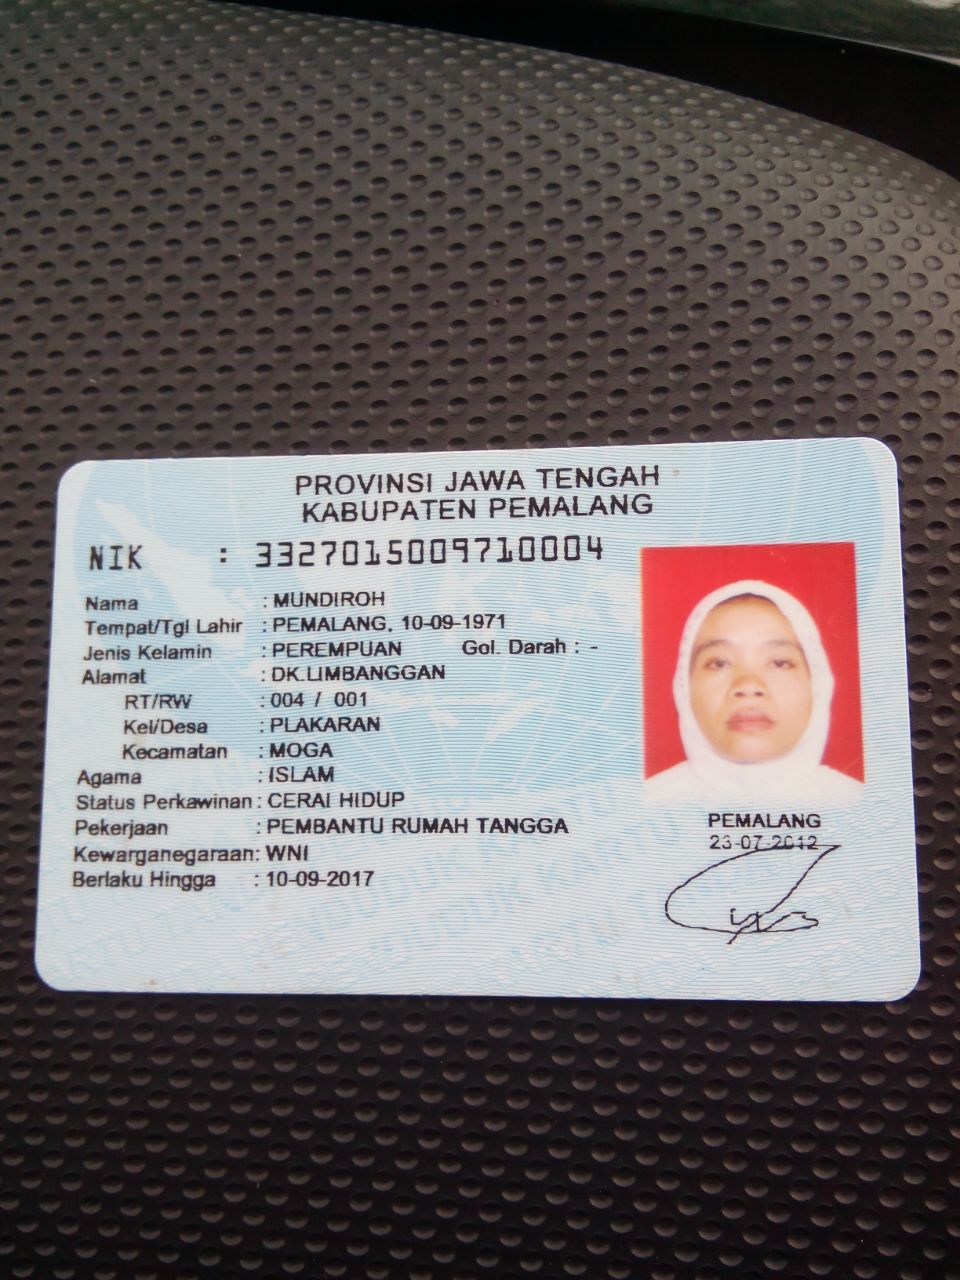 PROVINSI JAWA TENGAH
KABUPATEN PEMALANG
NIK : 3327015009710004
Nama : MUNDIROH
Tempat/Tgl Lahir : PEMALANG, 10-09-1971
Jenis Kelamin : PEREMPUAN Gol. Darah : -
Alamat : DK.LIMBANGGAN
RT/RW : 004 / 001
Kel/Desa : PLAKARAN
Kecamatan : MOGA
Agama : ISLAM
Status Perkawinan : CERAI HIDUP
Pekerjaan : PEMBANTU RUMAH TANGGA
Kewarganegaraan : WNI
Berlaku Hingga : 10-09-2017
PEMALANG
23-07-2012